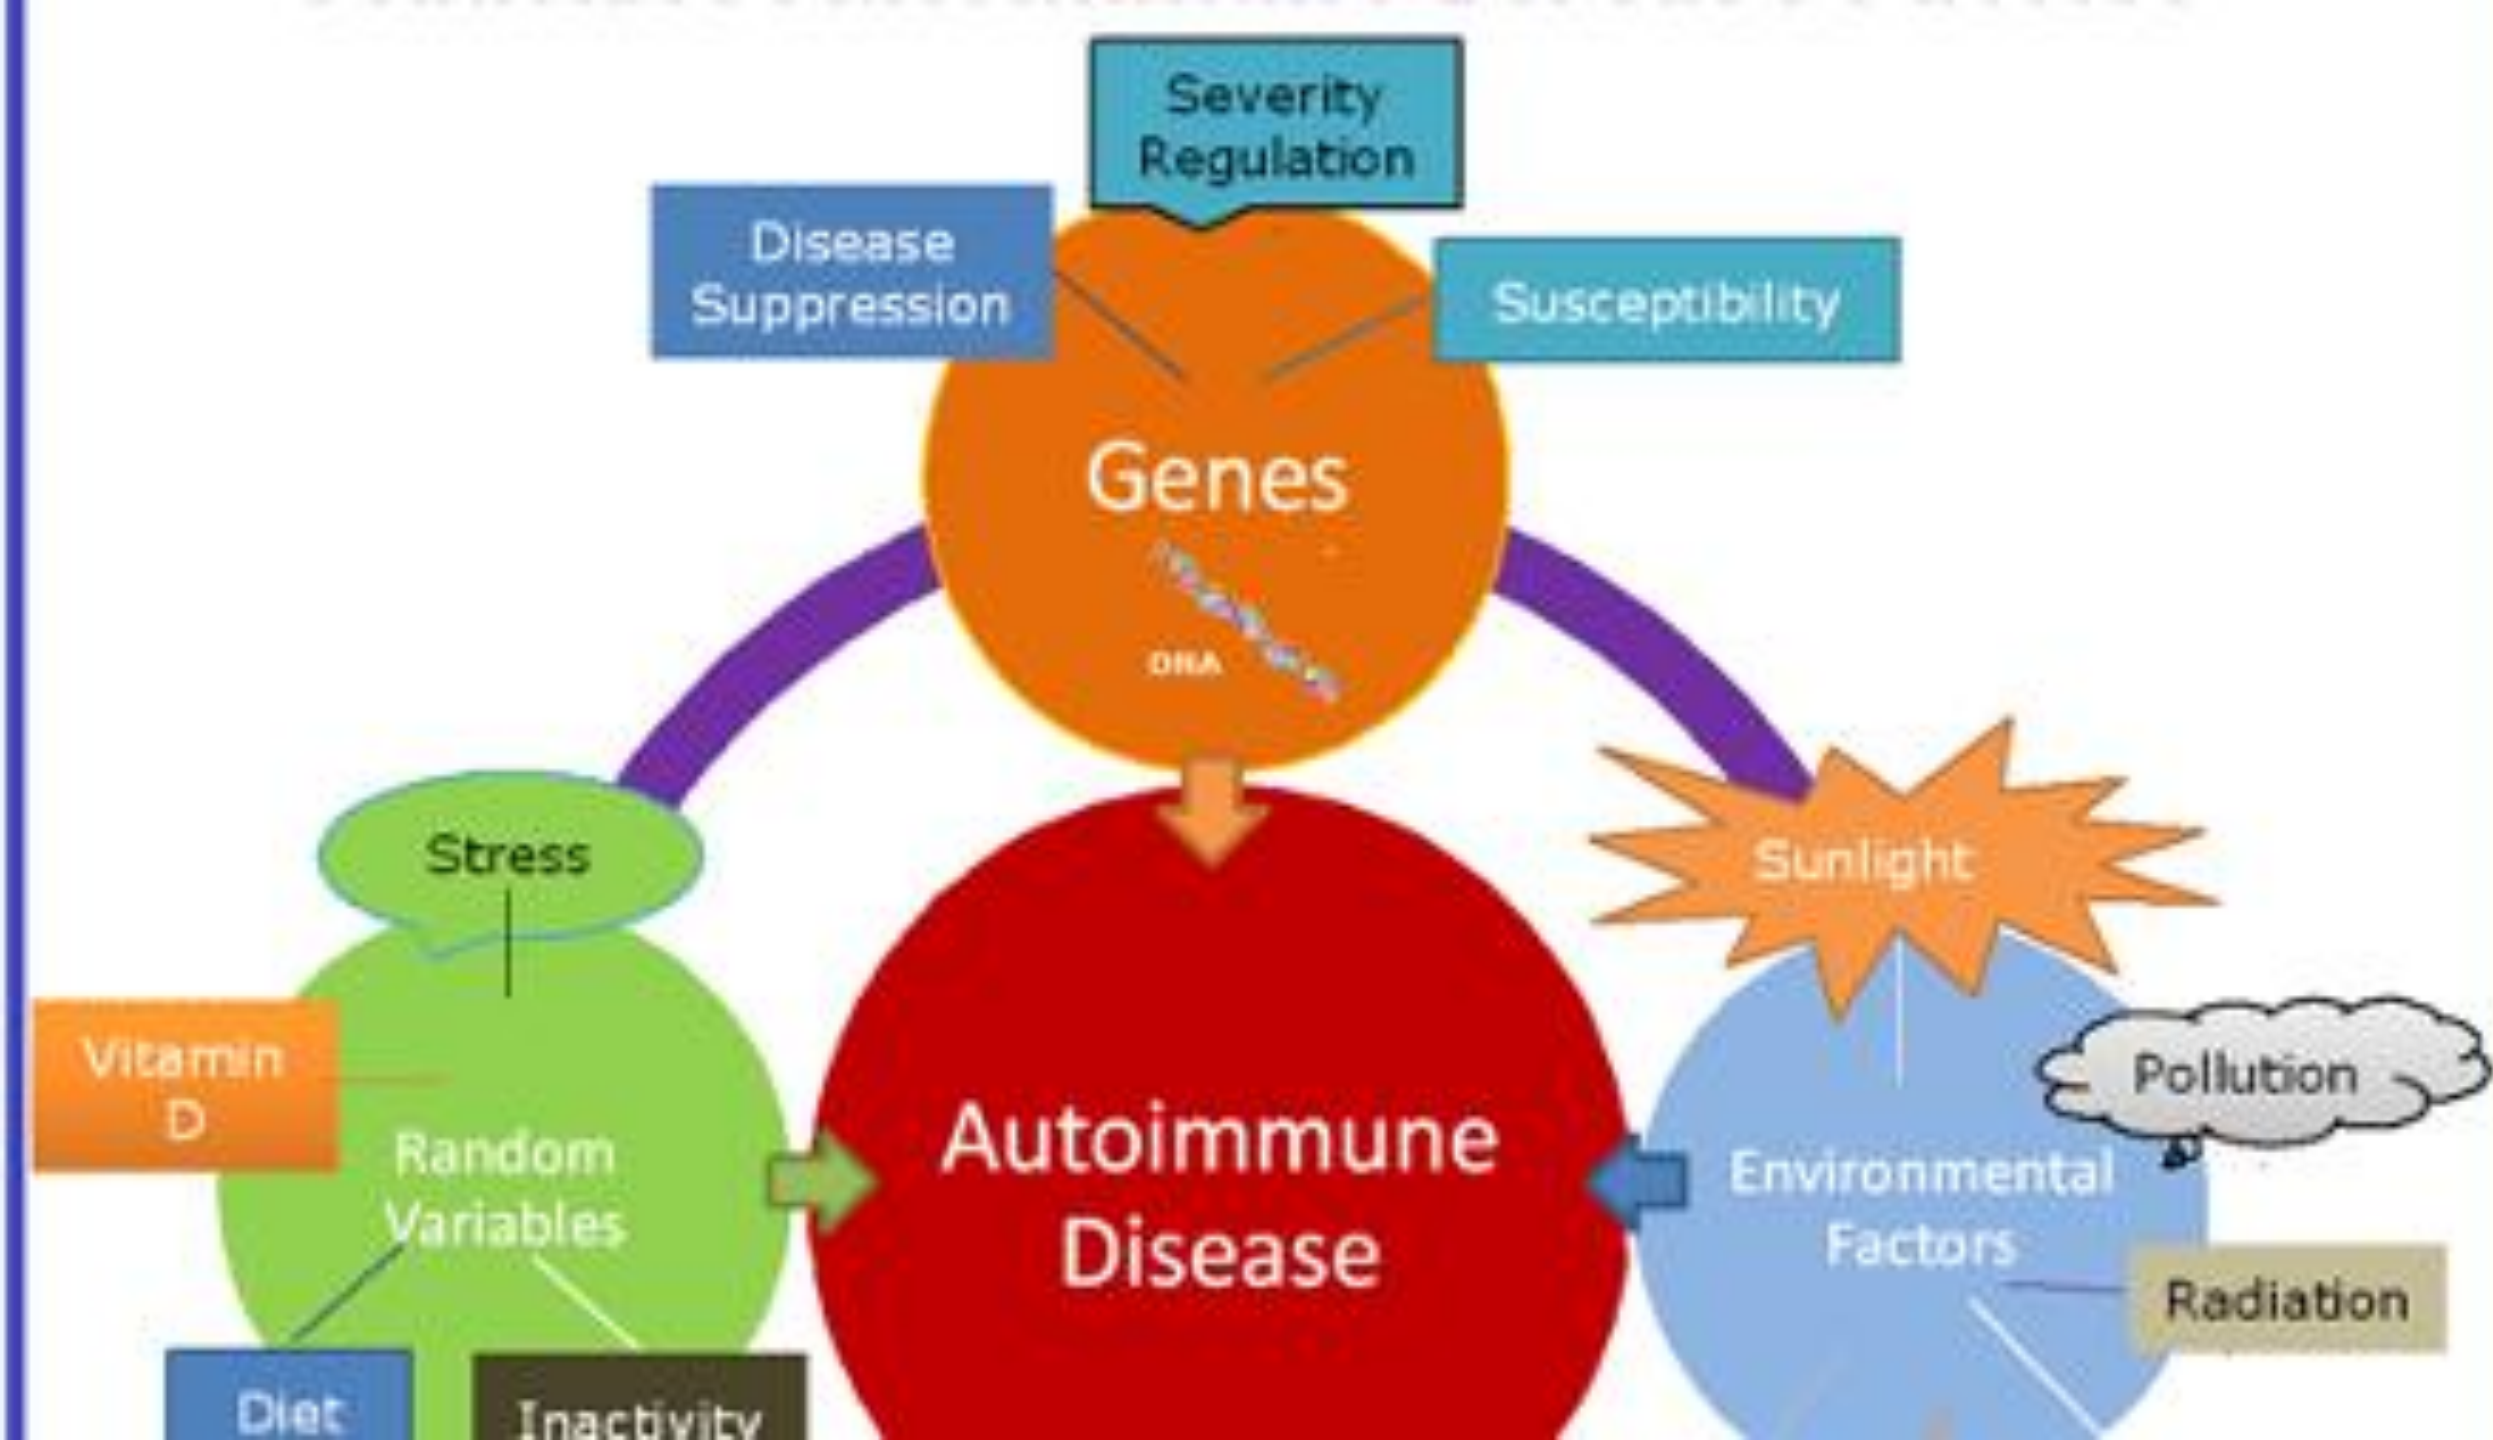 Severity
Regulation
Disease
Suppression
Susceptibility
Genes
DNA
Stress
Sunlight
Vitamin
D
Pollution
Random
Variables
Autoimmune
Disease
Environmental
Factors
Radiation
Diet
Inactivity